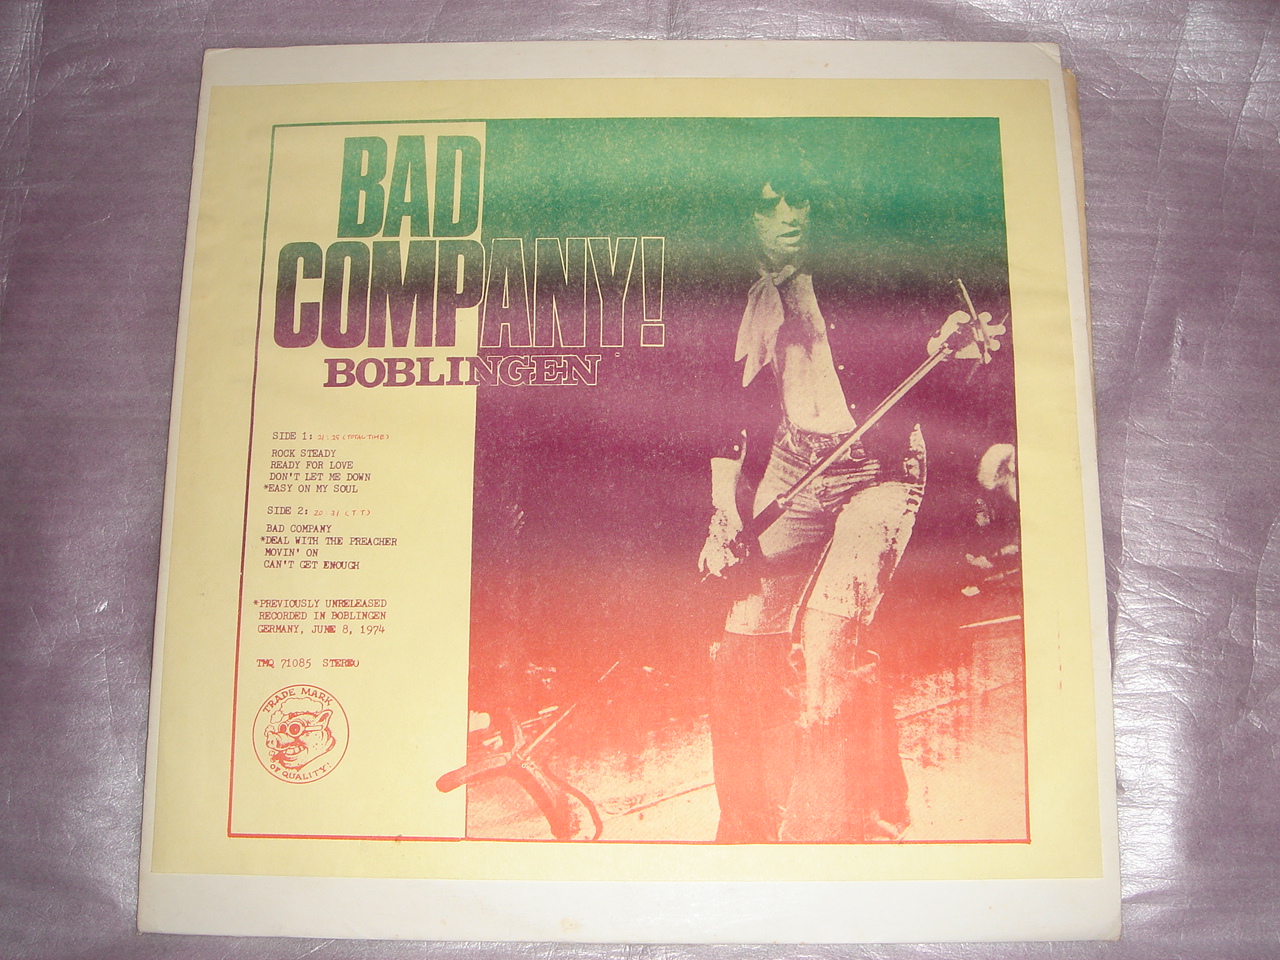 BAD
COMPANY!
BOBLINGEN
SIDE 1: 21:35 (TOTAL TIME)
ROCK STEADY
READY FOR LOVE
DON'T LET ME DOWN
*EASY ON MY SOUL
SIDE 2: 20:31 (T T)
BAD COMPANY
*DEAL WITH THE PREACHER
MOVIN' ON
CAN'T GET ENOUGH
*PREVIOUSLY UNRELEASED
RECORDED IN BOBLINGEN
GERMANY, JUNE 8, 1974
TMQ 71085 STEREO
TRADE MARK
OF QUALITY!